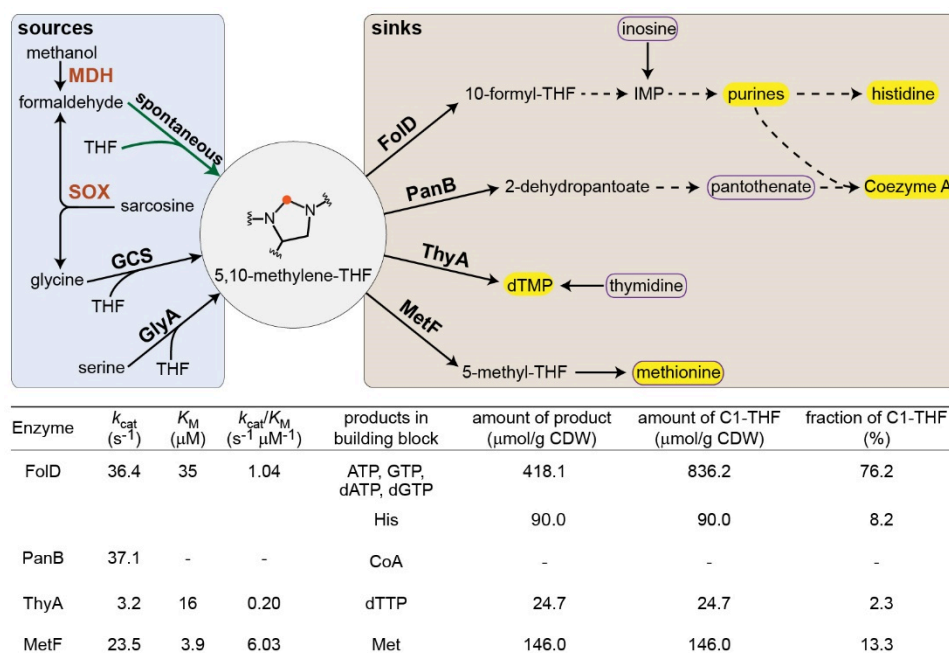 sources
methanol
MDH
formaldehyde
spontaneous
THF
SOX
sarcosine
glycine
GCS
THF
GlyA
serine
THF
N
N
5,10-methylene-THF
sinks
inosine
FolD
10-formyl-THF
IMP
purines
histidine
PanB
2-dehydropantoate
pantothenate
Coezyme A
ThyA
dTMP
thymidine
MetF
5-methyl-THF
methionine
Enzyme kcat (s-1) KM (μM) kcat/KM (s-1 μM-1) products in building block amount of product (μmol/g CDW) amount of C1-THF (μmol/g CDW) fraction of C1-THF (%)
FolD 36.4 35 1.04 ATP, GTP, dATP, dGTP 418.1 836.2 76.2
His 90.0 90.0 8.2
PanB 37.1 - - CoA - - -
ThyA 3.2 16 0.20 dTTP 24.7 24.7 2.3
MetF 23.5 3.9 6.03 Met 146.0 146.0 13.3